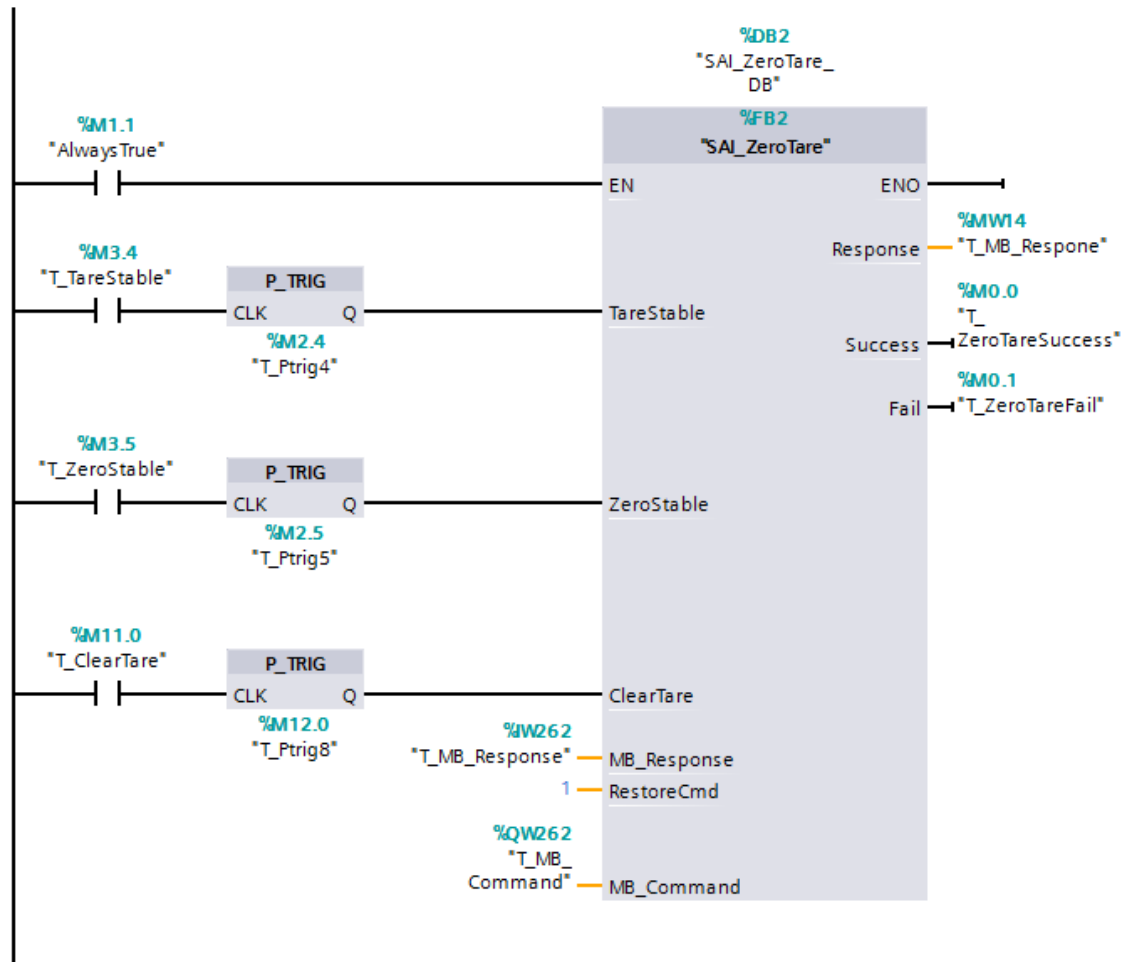 %DB2
"SAI_ZeroTare_
DB"
%FB2
"SAI_ZeroTare"
%M1.1
"AlwaysTrue"
EN
ENO
%MW14
"T_MB_Respone"
Response
%M3.4
"T_TareStable"
P_TRIG
CLK
Q
%M2.4
"T_Ptrig4"
TareStable
%M0.0
"T_
ZeroTareSuccess"
Success
%M0.1
"T_ZeroTareFail"
Fail
%M3.5
"T_ZeroStable"
P_TRIG
CLK
Q
%M2.5
"T_Ptrig5"
ZeroStable
%M11.0
"T_ClearTare"
P_TRIG
CLK
Q
%M12.0
"T_Ptrig8"
ClearTare
%IW262
"T_MB_Response"
MB_Response
1
RestoreCmd
%QW262
"T_MB_
Command"
MB_Command